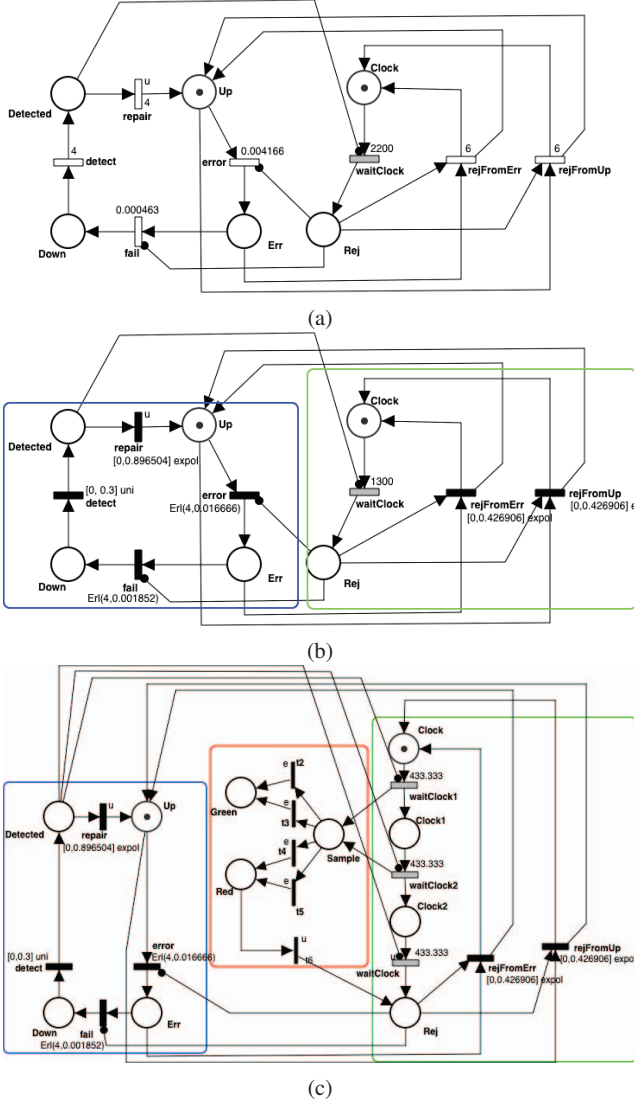 Clock
Detected
u
4
repair
Up
4
detect
error
0.004166
2200
waitClock
6
rejFromErr
6
rejFromUp
0.000463
Down
fail
Err
Rej
(a)
Clock
Detected
u
repair
[0,0.896504] expol
Up
[0, 0.3] uni
detect
error
Erl(4,0.016666)
1300
waitClock
rejFromErr
[0,0.426906] expol
rejFromUp
[0,0.426906] e
Down
fail
Erl(4,0.001852)
Err
Rej
(b)
Clock
e
t2
433.333
waitClock1
Green
e
t3
Clock1
Up
u
Detected
repair
[0,0.896504] expol
Sample
e
t4
433.333
waitClock2
Red
e
t5
Clock2
u
t6
error
Erl(4,0.016666)
[0,0.3] uni
detect
u
433.333
waitClock
rejFromErr
[0,0.426906] expol
rejFromUp
[0,0.426906] expo
Down
fail
Erl(4,0.001852)
Err
Rej
(c)